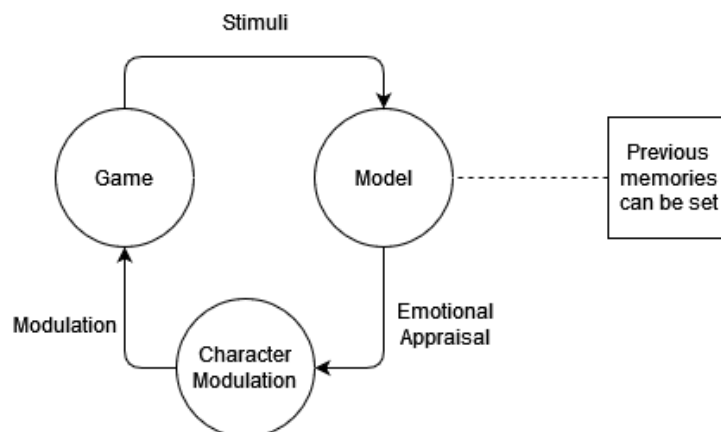 Stimuli
Game
Model
Previous
memories
can be set
Modulation
Emotional
Appraisal
Character
Modulation